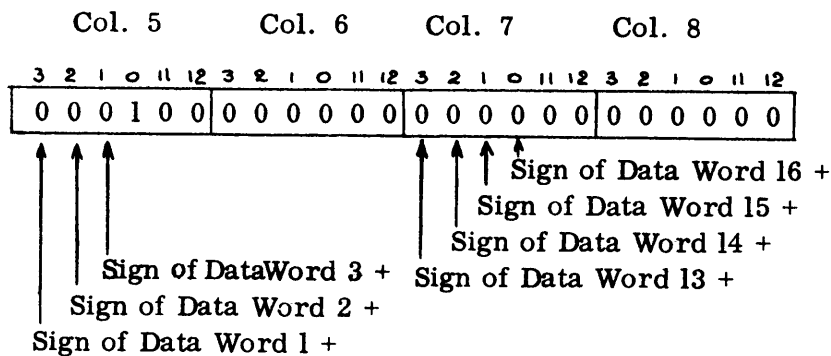 Col. 5 Col. 6 Col. 7 Col. 8
3 2 1 0 11 12 3 2 1 0 11 12 3 2 1 0 11 12 3 2 1 0 11 12
0 0 0 1 0 0 0 0 0 0 0 0 0 0 0 0 0 0 0 0 0 0 0 0
Sign of Data Word 16 +
Sign of Data Word 15 +
Sign of Data Word 14 +
Sign of DataWord 3 + Sign of Data Word 13 +
Sign of Data Word 2 +
Sign of Data Word 1 +